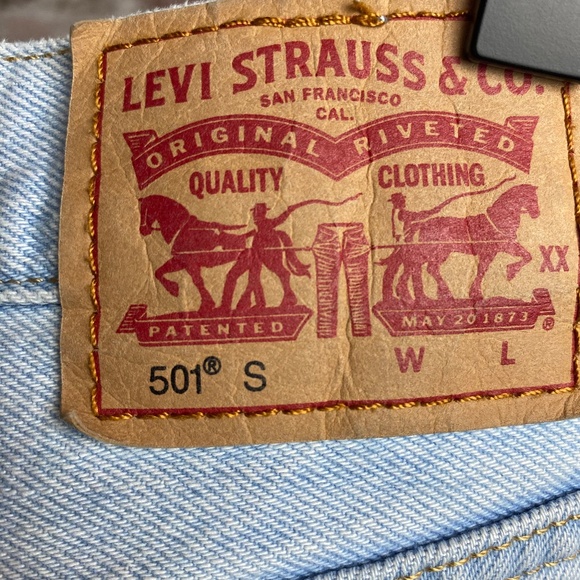 LEVI STRAUSS & CO.
SAN FRANCISCO
CAL.
ORIGINAL RIVETED
QUALITY CLOTHING
XX
PATENTED MAY 20 1873 ®
501® S W L